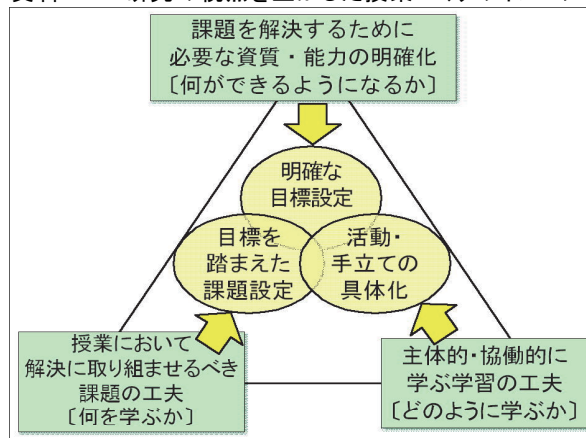 課題を解決するために
必要な資質・能力の明確化
〔何ができるようになるか〕
明確な
目標設定
目標を
踏まえた
課題設定
活動・
手立ての
具体化
授業において
解決に取り組ませるべき
課題の工夫
〔何を学ぶか〕
主体的・協働的に
学ぶ学習の工夫
〔どのように学ぶか〕